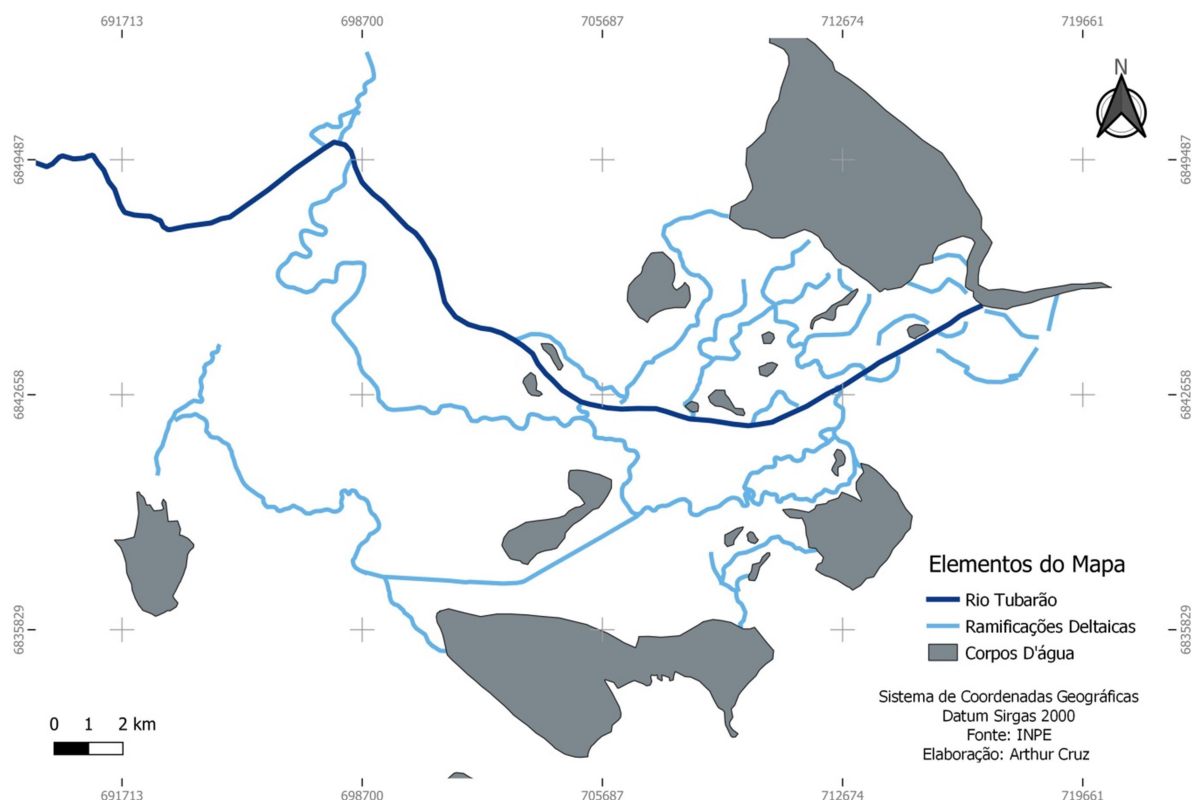 691713 698700 705687 712674 719661
N
6849487 6849487
6842658 6842658
6835829 6835829
Elementos do Mapa
Rio Tubarão
Ramificações Deltaicas
Corpos D'água
Sistema de Coordenadas Geográficas
Datum Sirgas 2000
Fonte: INPE
Elaboração: Arthur Cruz
0 1 2 km
691713 698700 705687 712674 719661